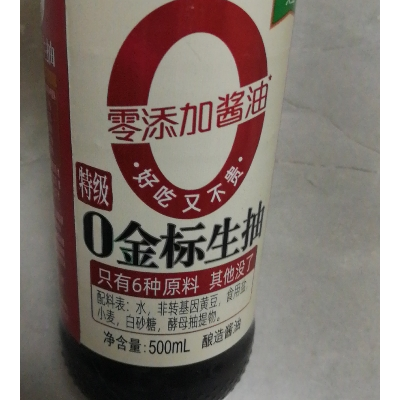 零添加酱油
好吃又不贵
特级
0金标生抽
只有6种原料 其他没了
配料表：水，非转基因黄豆，食用盐，
小麦，白砂糖，酵母抽提物。
净含量：500mL 酿造酱油
抽